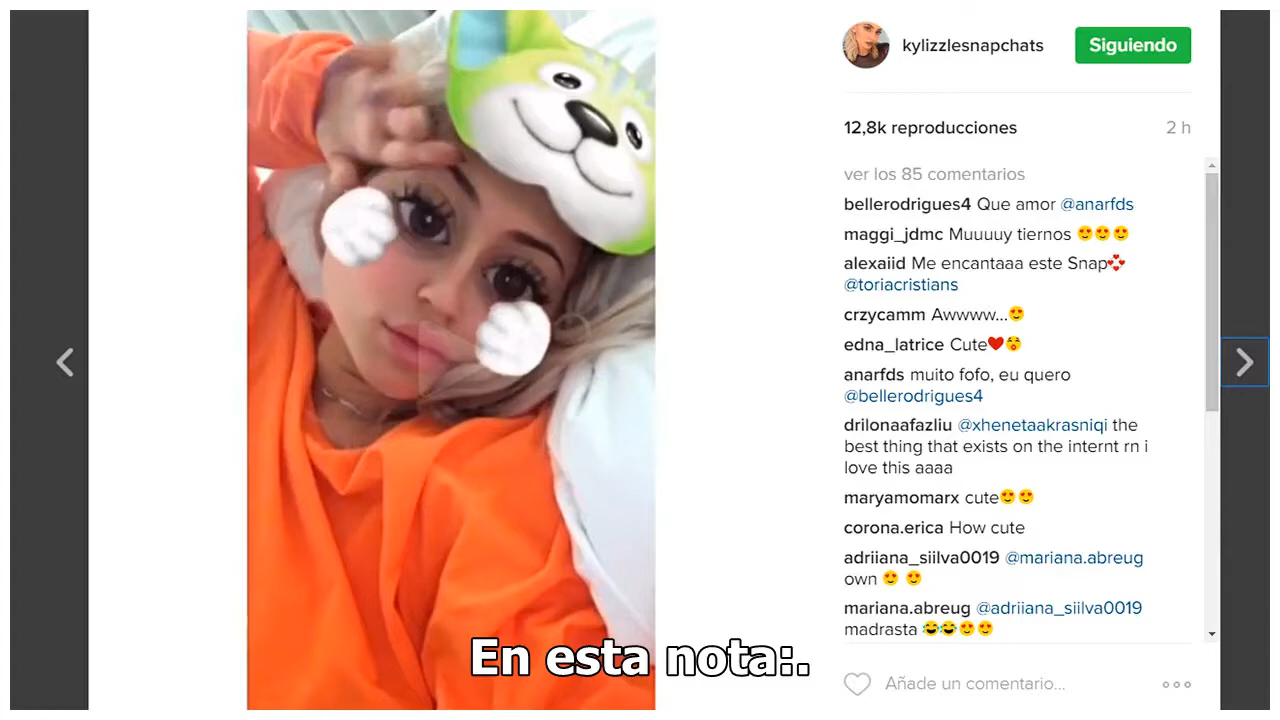 kylizzlesnapchats
Siguiendo
12,8k reproducciones
2 h
ver los 85 comentarios
bellerodrigues4 Que amor @anarfds
maggi_jdmc Muuuuy tiernos 😍😍😍
alexaiid Me encantaaa este Snap💞
@toriacristians
crzycamm Awwww...😍
edna_latrice Cute❤😲
anarfds muito fofo, eu quero
@bellerodrigues4
drilonaafazliu @xhenetaakrasniqi the
best thing that exists on the internt rn i
love this aaaa
maryamomarx cute😍😍
corona.erica How cute
adriiana_siilva0019 @mariana.abreug
own 😍 😍
mariana.abreug @adriiana_siilva0019
madrasta 😂😂😍😍
Añade un comentario...
En esta nota:.